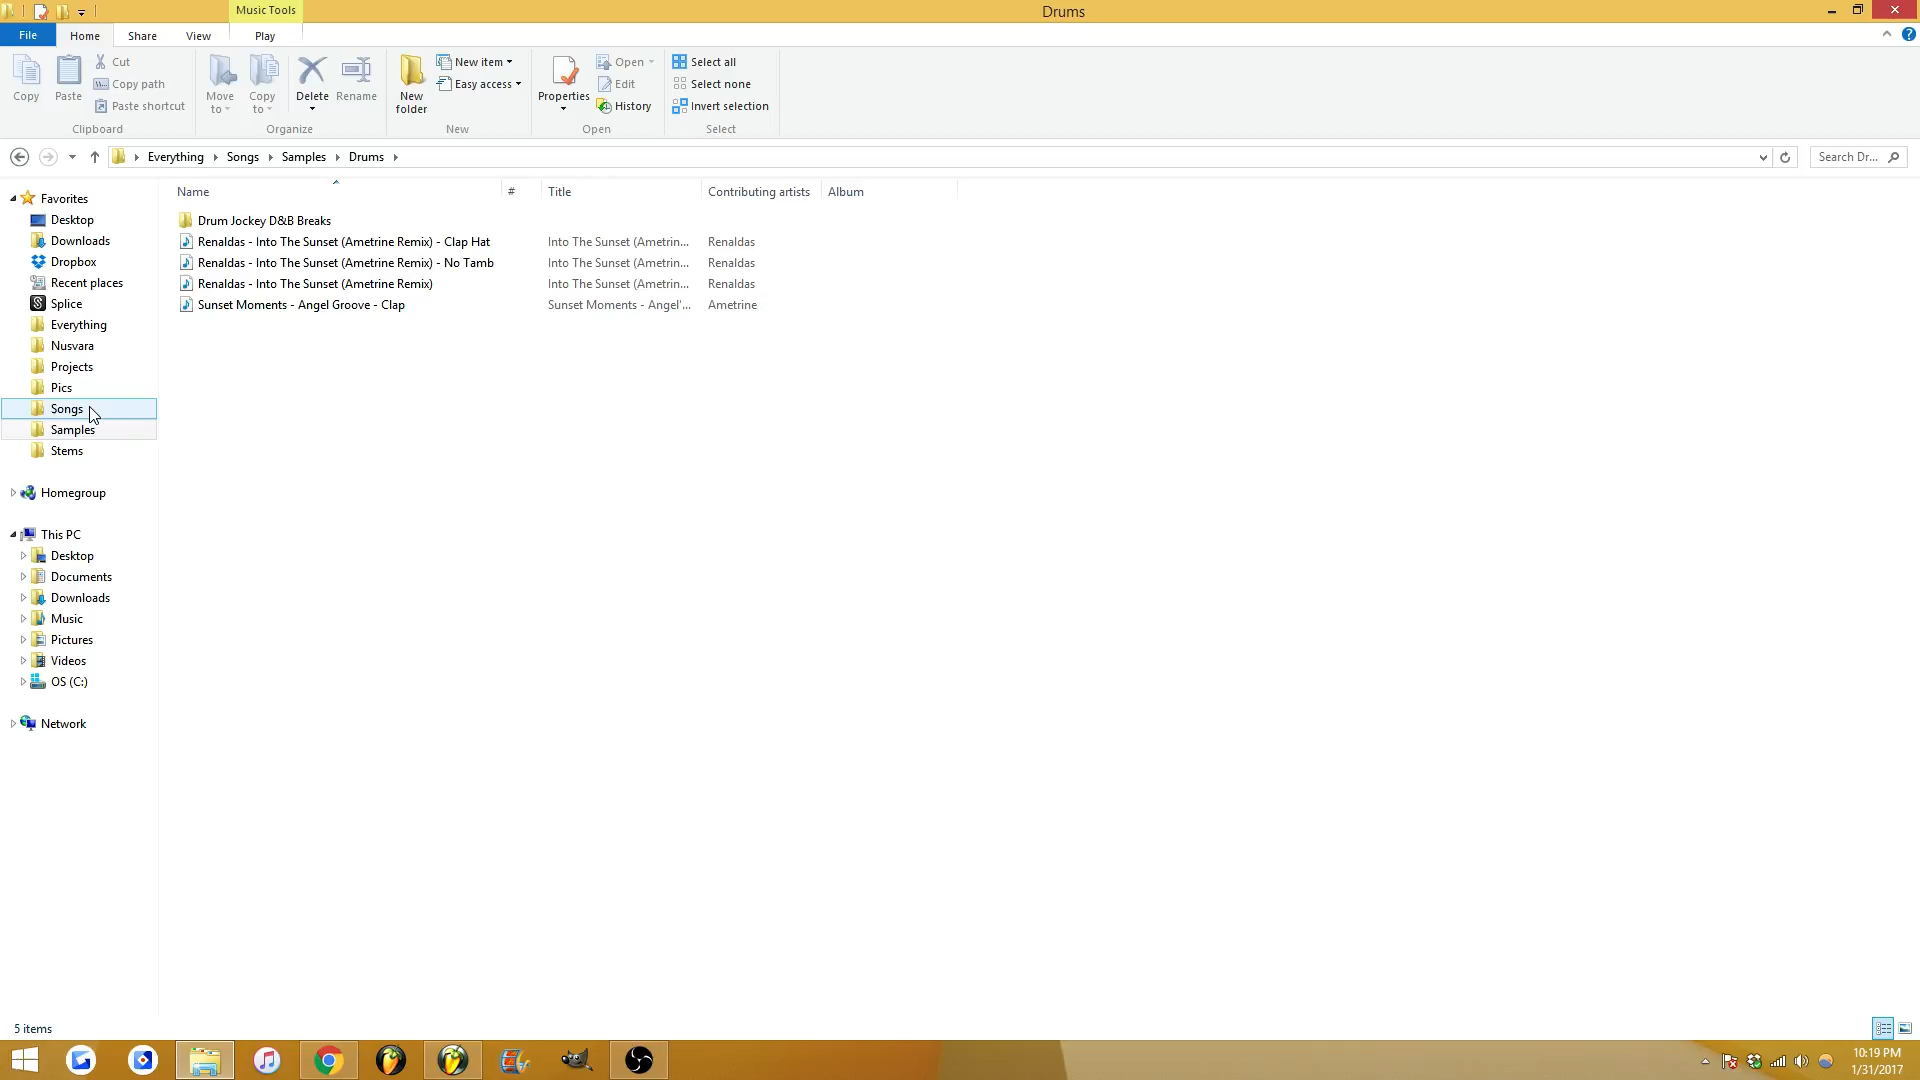 Music Tools
Drums
File
Home
Share
View
Play
Copy
Paste
Cut
Copy path
Paste shortcut
Clipboard
Move to
Copy to
Delete
Rename
Organize
New folder
New item
Easy access
New
Properties
Open
Edit
History
Open
Select all
Select none
Invert selection
Select
Everything
Songs
Samples
Drums
Search Dr...
Name
#
Title
Contributing artists
Album
Drum Jockey D&B Breaks
Renaldas - Into The Sunset (Ametrine Remix) - Clap Hat
Into The Sunset (Ametrin...
Renaldas
Renaldas - Into The Sunset (Ametrine Remix) - No Tamb
Into The Sunset (Ametrin...
Renaldas
Renaldas - Into The Sunset (Ametrine Remix)
Into The Sunset (Ametrin...
Renaldas
Sunset Moments - Angel Groove - Clap
Sunset Moments - Angel'...
Ametrine
Favorites
Desktop
Downloads
Dropbox
Recent places
Splice
Everything
Nusvara
Projects
Pics
Songs
Samples
Stems
Homegroup
This PC
Desktop
Documents
Downloads
Music
Pictures
Videos
OS (C:)
Network
5 items
10:19 PM
1/31/2017